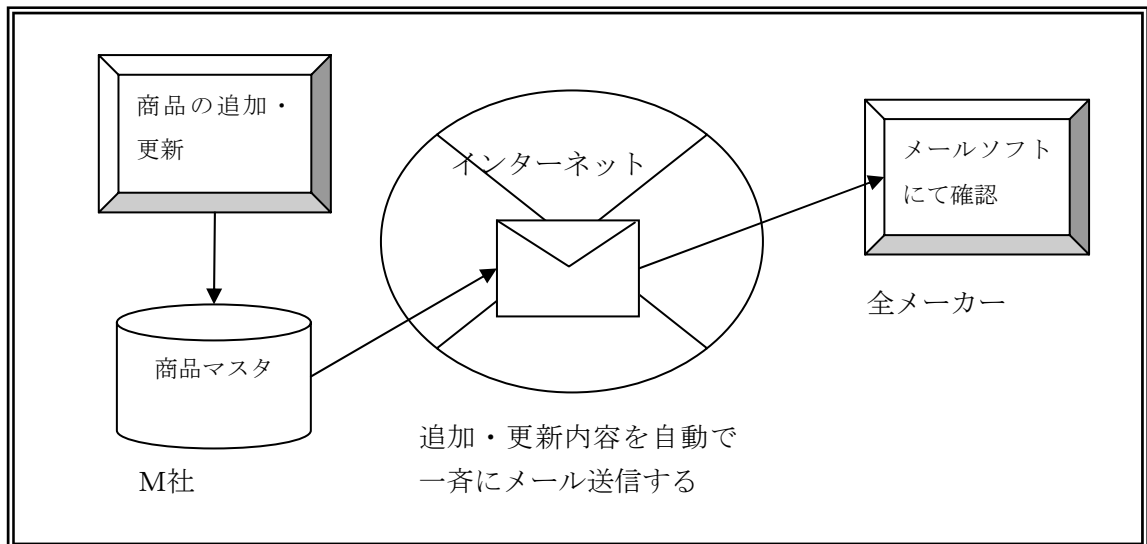 商品の追加・
更新
インターネット
メールソフト
にて確認
全メーカー
商品マスタ
追加・更新内容を自動で
一斉にメール送信する
M社